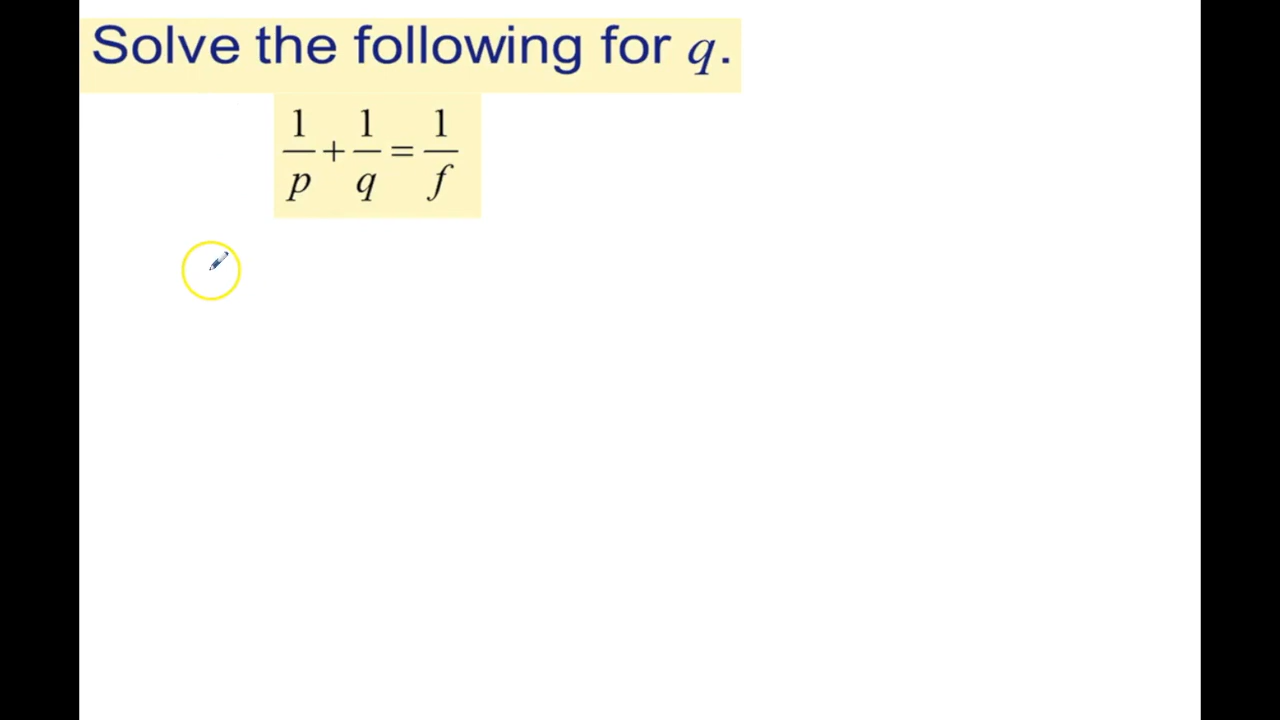 Solve the following for q.
1/p + 1/q = 1/f